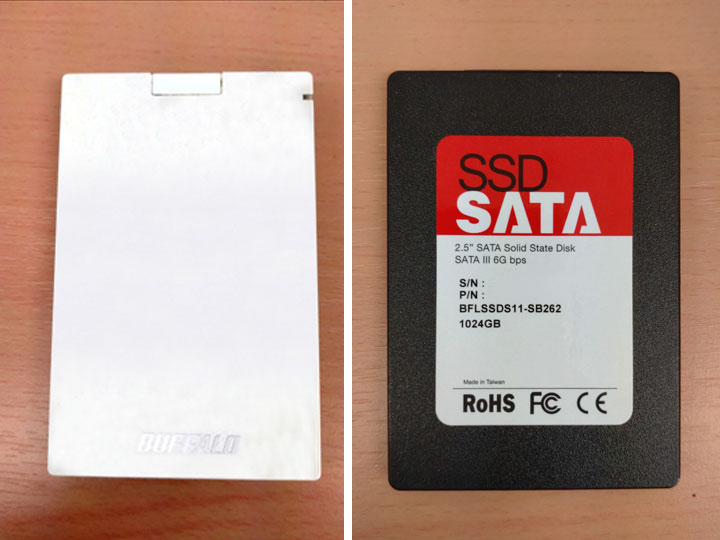 BUFFALO
SSD
SATA
2.5" SATA Solid State Disk
SATA III 6G bps
S/N :
P/N :
BFLSSDS11-SB262
1024GB
Made in Taiwan
RoHS FC CE